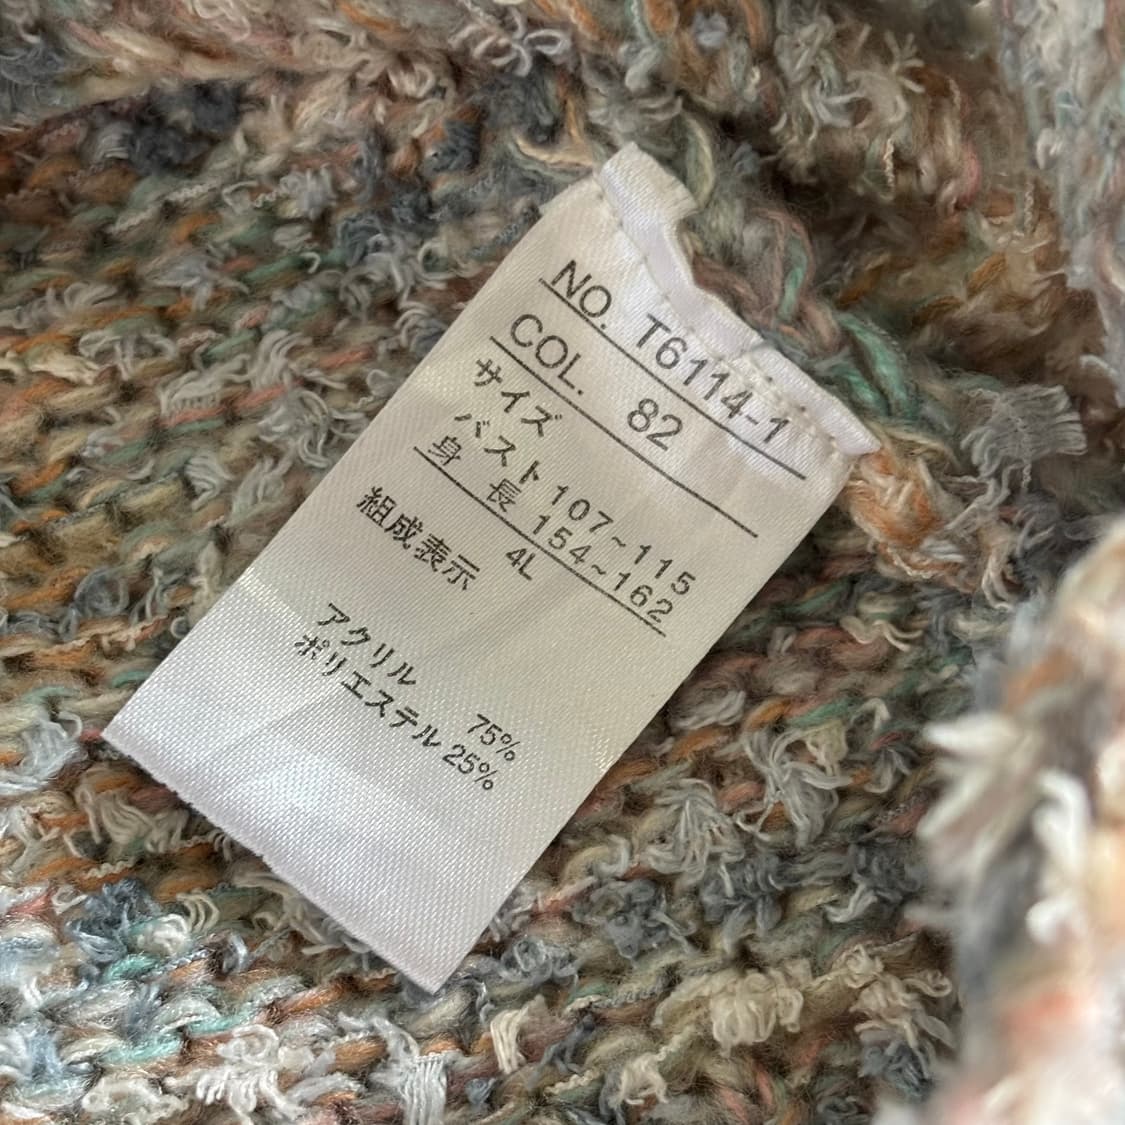 NO. T6114-1
COL. 82
サイズ
バスト 107~115
身 長 154~162
4L
組成表示
アクリル 75%
ポリエステル 25%